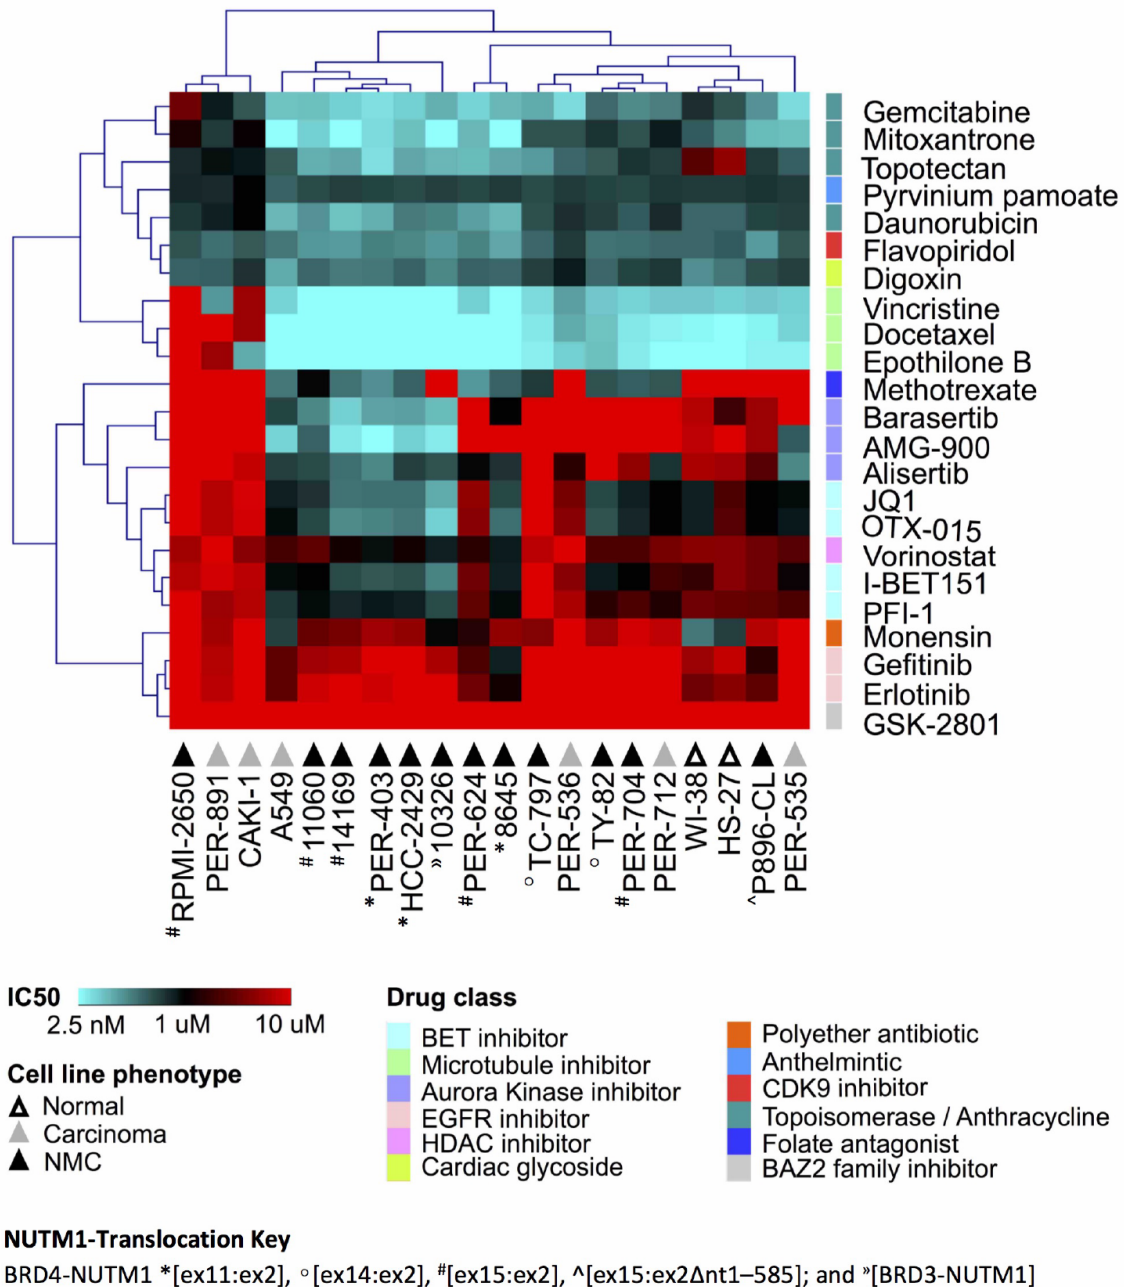 Gemcitabine
Mitoxantrone
Topotectan
Pyrvinium pamoate
Daunorubicin
Flavopiridol
Digoxin
Vincristine
Docetaxel
Epothilone B
Methotrexate
Barasertib
AMG-900
Alisertib
JQ1
OTX-015
Vorinostat
I-BET151
PFI-1
Monensin
Gefitinib
Erlotinib
GSK-2801
#RPMI-2650
PER-891
CAKI-1
A549
#11060
#14169
*PER-403
*HCC-2429
»10326
#PER-624
*8645
°TC-797
PER-536
°TY-82
#PER-704
PER-712
WI-38
HS-27
^P896-CL
PER-535
IC50
2.5 nM 1 uM 10 uM
Cell line phenotype
Normal
Carcinoma
NMC
Drug class
BET inhibitor
Microtubule inhibitor
Aurora Kinase inhibitor
EGFR inhibitor
HDAC inhibitor
Cardiac glycoside
Polyether antibiotic
Anthelmintic
CDK9 inhibitor
Topoisomerase / Anthracycline
Folate antagonist
BAZ2 family inhibitor
NUTM1-Translocation Key
BRD4-NUTM1 *[ex11:ex2], °[ex14:ex2], #[ex15:ex2], ^[ex15:ex2Δnt1–585]; and »[BRD3-NUTM1]